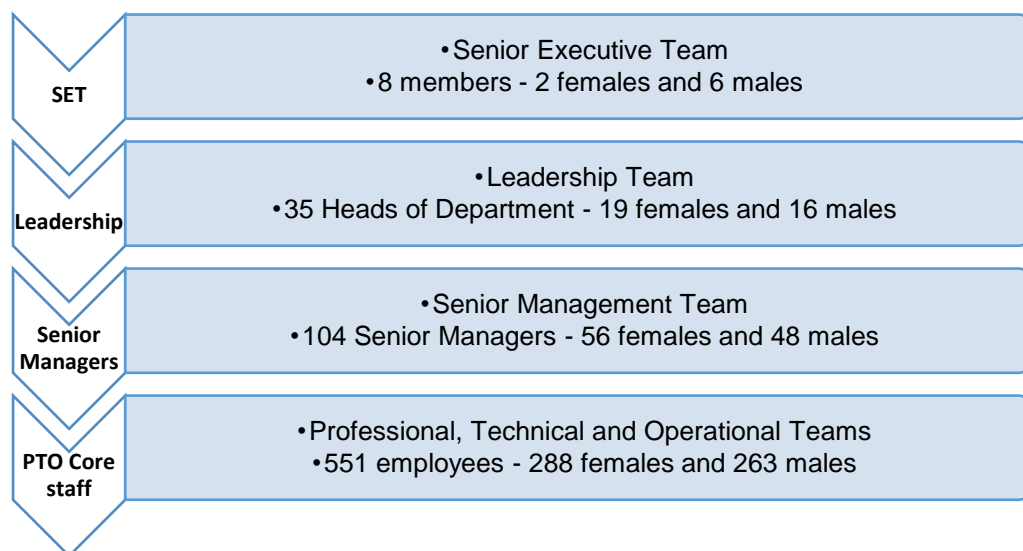 SET
•Senior Executive Team
•8 members - 2 females and 6 males
Leadership
•Leadership Team
•35 Heads of Department - 19 females and 16 males
Senior
Managers
•Senior Management Team
•104 Senior Managers - 56 females and 48 males
PTO Core
staff
•Professional, Technical and Operational Teams
•551 employees - 288 females and 263 males